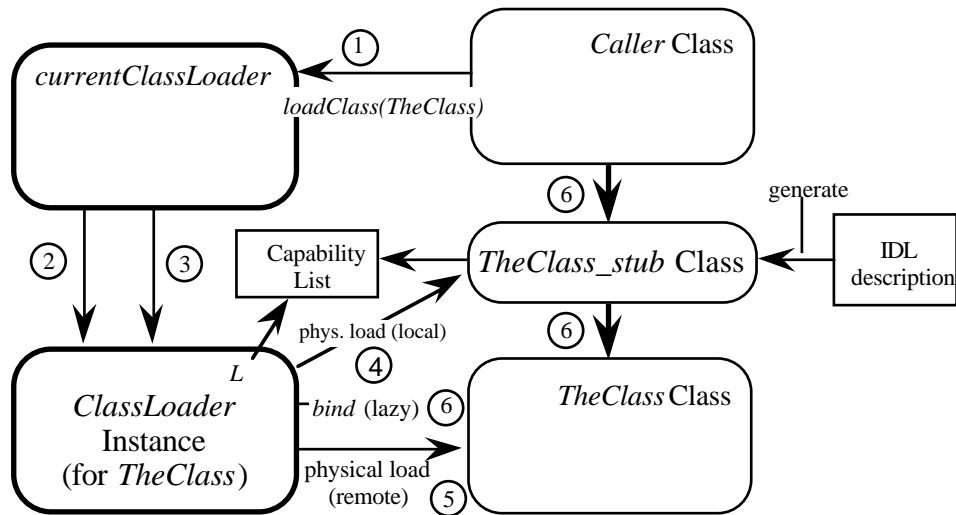 1
Caller Class
currentClassLoader
loadClass(TheClass)
6
generate
2
3
Capability
List
TheClass_stub Class
IDL
description
phys. load (local)
4
6
L
ClassLoader
Instance
(for TheClass)
bind (lazy)
6
TheClass Class
physical load
(remote)
5